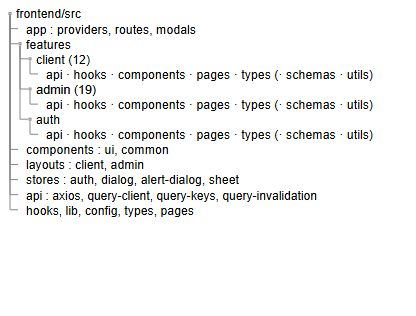 frontend/src
app : providers, routes, modals
features
client (12)
api · hooks · components · pages · types (· schemas · utils)
admin (19)
api · hooks · components · pages · types (· schemas · utils)
auth
api · hooks · components · pages · types (· schemas · utils)
components : ui, common
layouts : client, admin
stores : auth, dialog, alert-dialog, sheet
api : axios, query-client, query-keys, query-invalidation
hooks, lib, config, types, pages